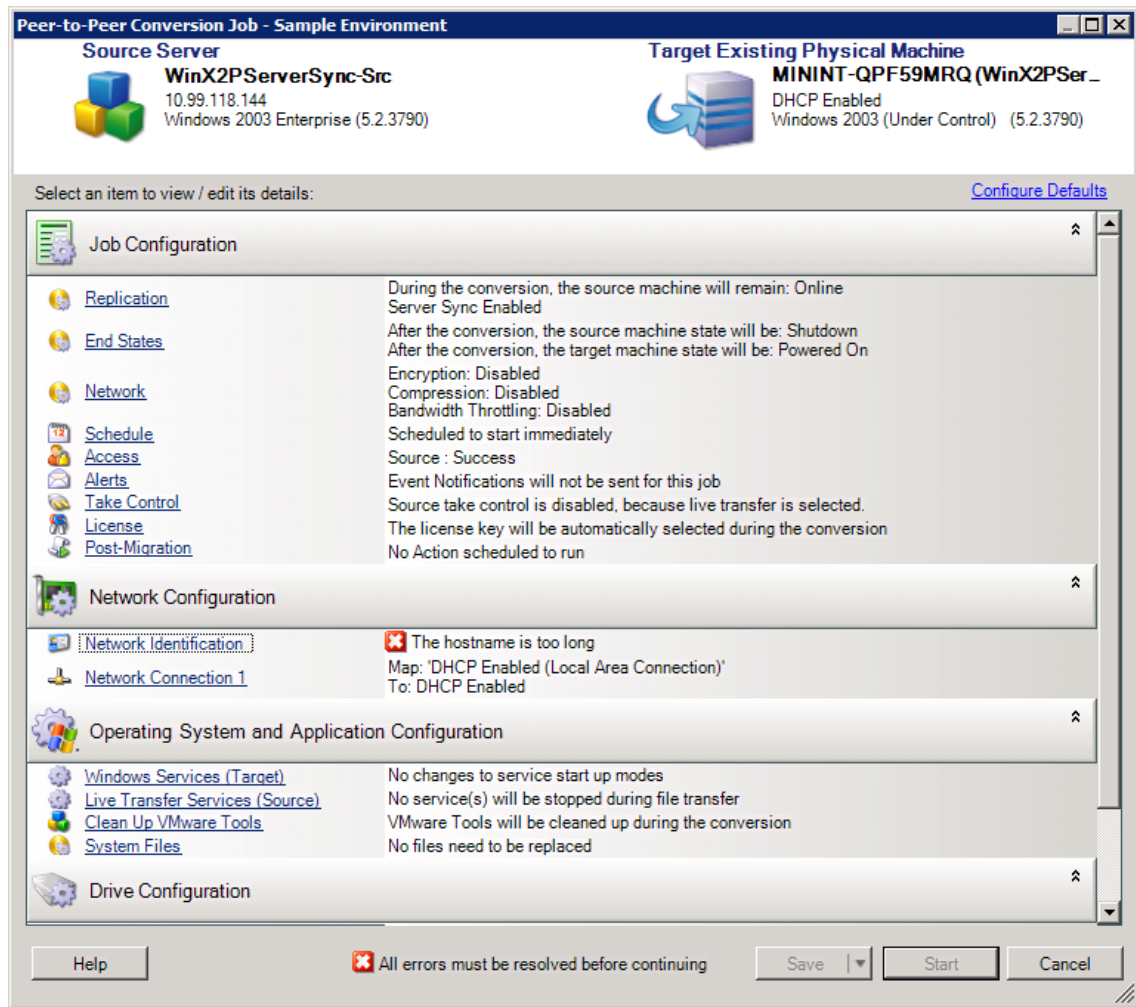 Peer-to-Peer Conversion Job - Sample Environment
Source Server
WinX2PServerSync-Src
10.99.118.144
Windows 2003 Enterprise (5.2.3790)
Target Existing Physical Machine
MININT-QPF59MRQ (WinX2PSer...
DHCP Enabled
Windows 2003 (Under Control) (5.2.3790)
Select an item to view / edit its details:
Configure Defaults
Job Configuration
Replication
During the conversion, the source machine will remain: Online
Server Sync Enabled
End States
After the conversion, the source machine state will be: Shutdown
After the conversion, the target machine state will be: Powered On
Network
Encryption: Disabled
Compression: Disabled
Bandwidth Throttling: Disabled
12
Schedule
Scheduled to start immediately
Access
Source : Success
Alerts
Event Notifications will not be sent for this job
Take Control
Source take control is disabled, because live transfer is selected.
License
The license key will be automatically selected during the conversion
Post-Migration
No Action scheduled to run
Network Configuration
Network Identification
The hostname is too long
Network Connection 1
Map: 'DHCP Enabled (Local Area Connection)'
To: DHCP Enabled
Operating System and Application Configuration
Windows Services (Target)
No changes to service start up modes
Live Transfer Services (Source)
No service(s) will be stopped during file transfer
Clean Up VMware Tools
VMware Tools will be cleaned up during the conversion
System Files
No files need to be replaced
Drive Configuration
Help
All errors must be resolved before continuing
Save
Start
Cancel